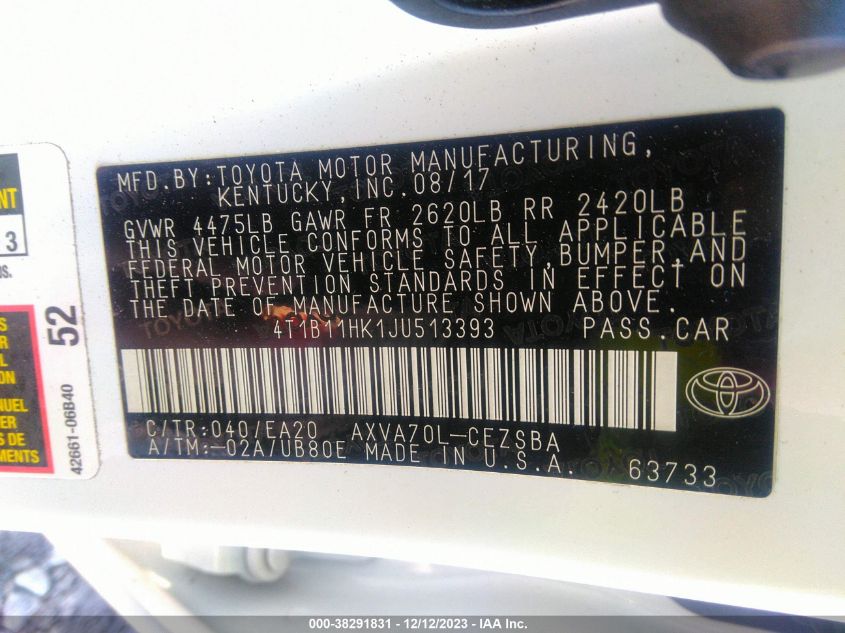 MFD.BY:TOYOTA MOTOR MANUFACTURING,
KENTUCKY,INC.08/17
GVWR 4475LB GAWR FR 2620LB RR 2420LB
THIS VEHICLE CONFORMS TO ALL APPLICABLE
FEDERAL MOTOR VEHICLE SAFETY,BUMPER,AND
THEFT PREVENTION STANDARDS IN EFFECT ON
THE DATE OF MANUFACTURE SHOWN ABOVE.
4T1B11HK1JU513393 PASS.CAR
C/TR:040/EA20 AXVA70L-CEZSBA
A/TM:-02A/UB80E MADE IN U.S.A.
63733
52
42661-06B40
3
TOYOTA
000-38291831 - 12/12/2023 - IAA Inc.